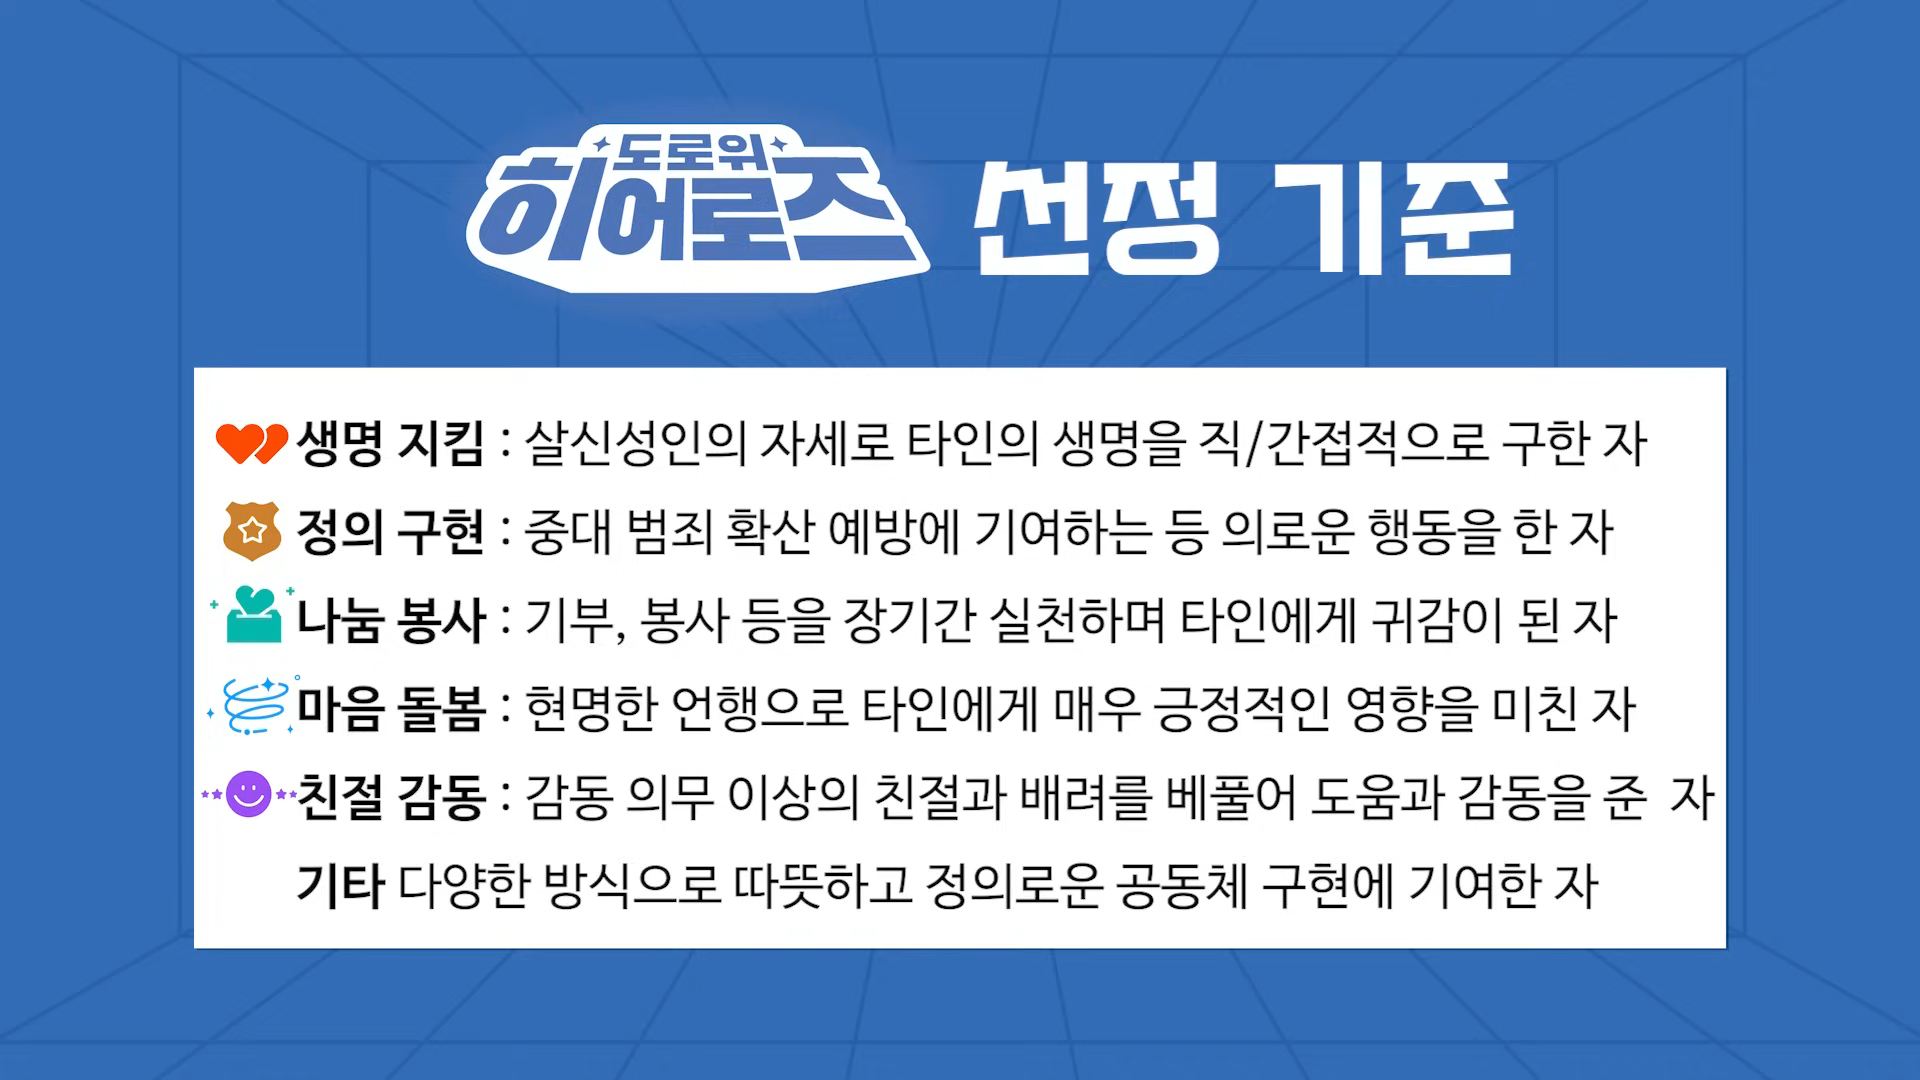 도로위
히어로즈 선정 기준
생명 지킴 : 살신성인의 자세로 타인의 생명을 직/간접적으로 구한 자
정의 구현 : 중대 범죄 확산 예방에 기여하는 등 의로운 행동을 한 자
나눔 봉사 : 기부, 봉사 등을 장기간 실천하며 타인에게 귀감이 된 자
마음 돌봄 : 현명한 언행으로 타인에게 매우 긍정적인 영향을 미친 자
친절 감동 : 감동 의무 이상의 친절과 배려를 베풀어 도움과 감동을 준 자
기타 다양한 방식으로 따뜻하고 정의로운 공동체 구현에 기여한 자